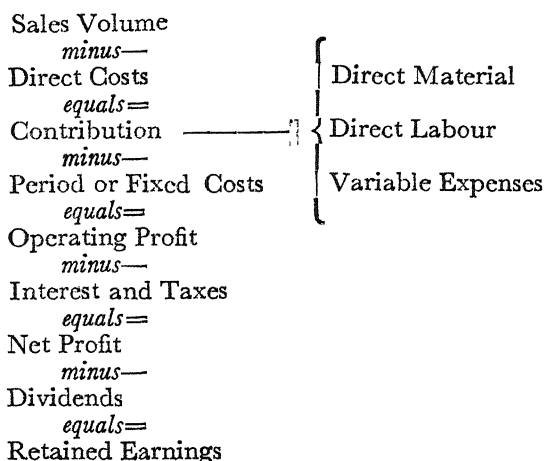 Sales Volume
minus—
Direct Costs
equals=
Contribution
minus—
Period or Fixed Costs
equals=
Operating Profit
minus—
Interest and Taxes
equals=
Net Profit
minus—
Dividends
equals=
Retained Earnings
Direct Material
Direct Labour
Variable Expenses